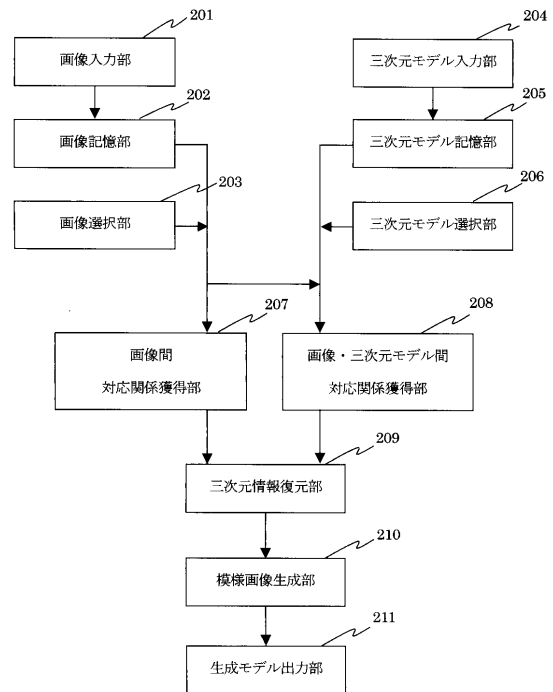 201
画像入力部
202
画像記憶部
203
画像選択部
204
三次元モデル入力部
205
三次元モデル記憶部
206
三次元モデル選択部
207
画像間
対応関係獲得部
208
画像・三次元モデル間
対応関係獲得部
209
三次元情報復元部
210
模様画像生成部
211
生成モデル出力部